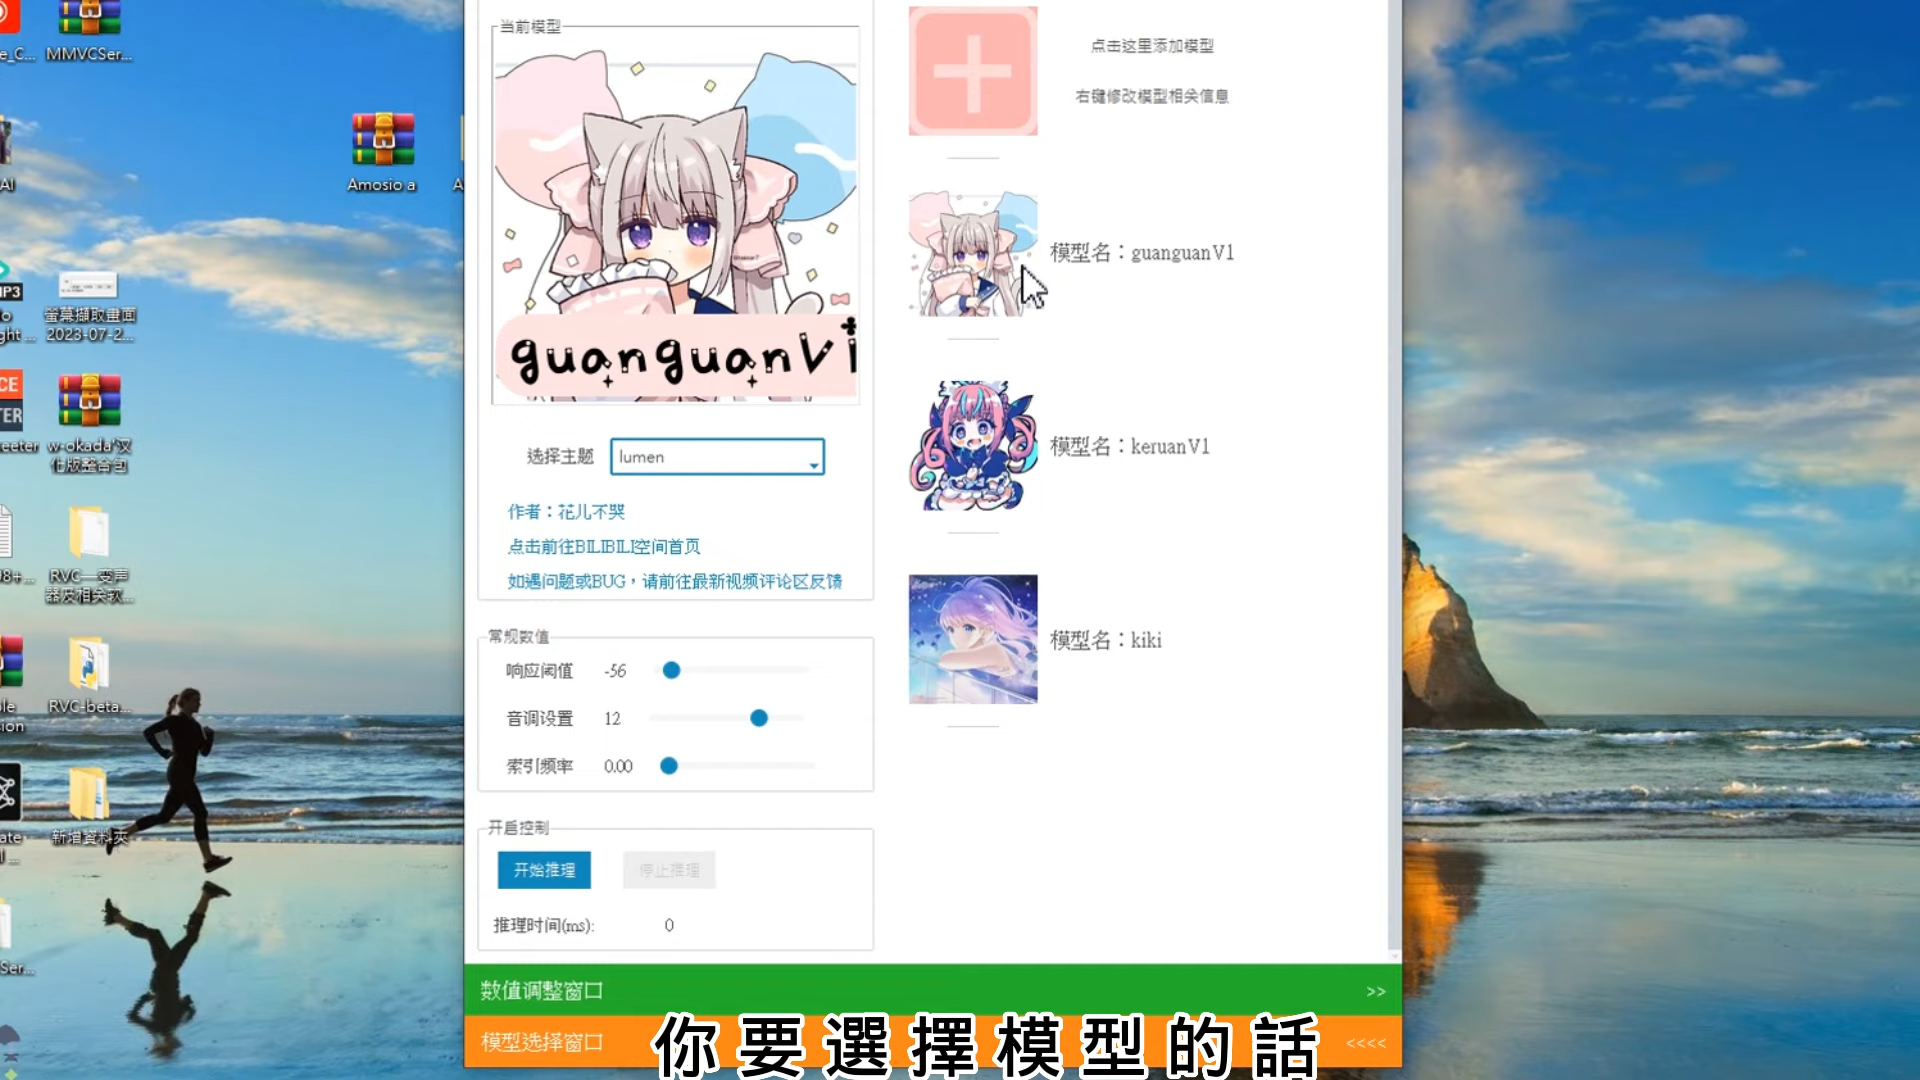 e_C...
MMVCSer...
AI
Amosio a
A
IP3
o
ght ...
螢幕擷取畫面
2023-07-2...
CE
TER
reeter
w-okada'汉
化版整合包
98+...
RVC—变声
器及相关软...
le
sion
RVC-beta...
ate
新增資料夾
Ser...
当前模型
guanguanV1
选择主题
lumen
作者：花儿不哭
点击前往BILIBILI空间首页
如遇问题或BUG，请前往最新视频评论区反馈
常规数值
响应阈值 -56
音调设置 12
索引频率 0.00
开启控制
开始推理
停止推理
推理时间(ms): 0
点击这里添加模型
右键修改模型相关信息
模型名：guanguanV1
模型名：keruanV1
模型名：kiki
数值调整窗口 >>
模型选择窗口 <<<<
你要選擇模型的話